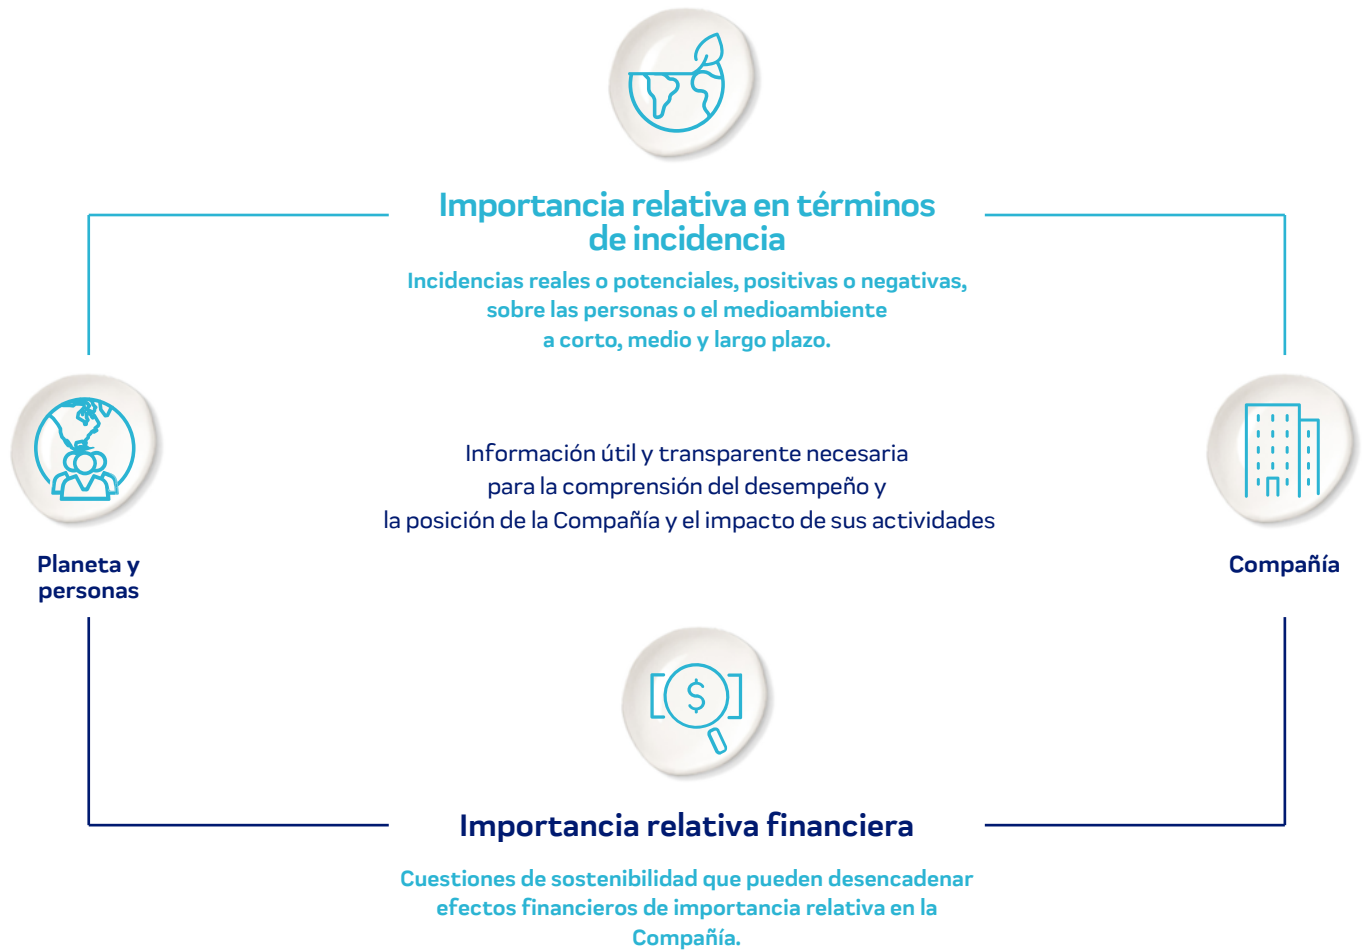 Importancia relativa en términos
de incidencia
Incidencias reales o potenciales, positivas o negativas,
sobre las personas o el medioambiente
a corto, medio y largo plazo.
Información útil y transparente necesaria
para la comprensión del desempeño y
la posición de la Compañía y el impacto de sus actividades
Planeta y
personas
Compañía
$
Importancia relativa financiera
Cuestiones de sostenibilidad que pueden desencadenar
efectos financieros de importancia relativa en la
Compañía.